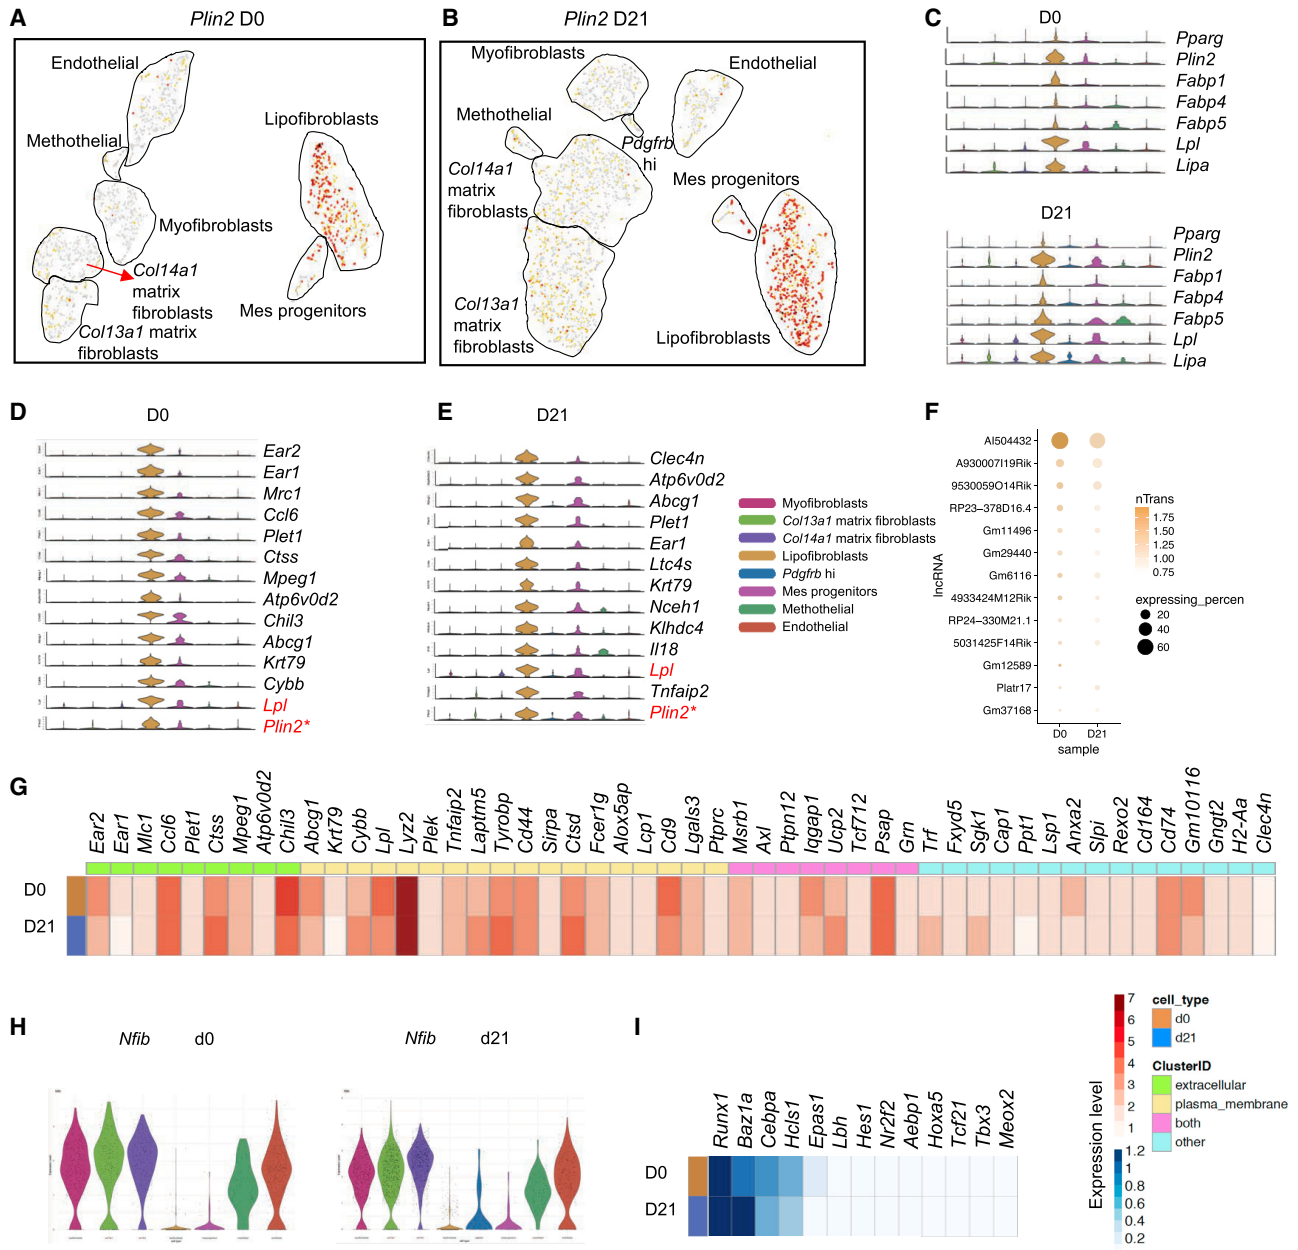 A
Plin2 D0
Endothelial
Methothelial
Lipofibroblasts
Myofibroblasts
Col14a1
matrix
fibroblasts
Mes progenitors
Col13a1 matrix
fibroblasts
B
Plin2 D21
Myofibroblasts
Endothelial
Methothelial
Pdgfrb
hi
Col14a1
matrix
fibroblasts
Mes progenitors
Col13a1
matrix
fibroblasts
Lipofibroblasts
C
D0
Pparg
Plin2
Fabp1
Fabp4
Fabp5
Lpl
Lipa
D21
Pparg
Plin2
Fabp1
Fabp4
Fabp5
Lpl
Lipa
D
D0
Ear2
Ear1
Mrc1
Ccl6
Plet1
Ctss
Mpeg1
Atp6v0d2
Chil3
Abcg1
Krt79
Cybb
Lpl
Plin2*
E
D21
Clec4n
Atp6v0d2
Abcg1
Plet1
Ear1
Ltc4s
Krt79
Nceh1
Klhdc4
Il18
Lpl
Tnfaip2
Plin2*
Myofibroblasts
Col13a1 matrix fibroblasts
Col14a1 matrix fibroblasts
Lipofibroblasts
Pdgfrb hi
Mes progenitors
Methothelial
Endothelial
F
lncRNA
AI504432
A930007I19Rik
9530059O14Rik
RP23−378D16.4
Gm11496
Gm29440
Gm6116
4933424M12Rik
RP24−330M21.1
5031425F14Rik
Gm12589
Platr17
Gm37168
D0 D21
sample
nTrans
1.75
1.50
1.25
1.00
0.75
expressing_percen
20
40
60
G
Ear2 Ear1 Mlc1 Ccl6 Plet1 Ctss Mpeg1 Atp6v0d2 Chil3 Abcg1 Krt79 Cybb Lpl Lyz2 Plek Tnfaip2 Laptm5 Tyrobp Cd44 Sirpa Ctsd Fcer1g Alox5ap Lcp1 Cd9 Lgals3 Ptprc Msrb1 Axl Ptpn12 Iqgap1 Ucp2 Tcf712 Psap Grn Trf Fxyd5 Sgk1 Cap1 Ppt1 Lsp1 Anxa2 Slpi Rexo2 Cd164 Cd74 Gm10116 Gngt2 H2-Aa Clec4n
D0
D21
H
Nfib d0
Nfib d21
I
Runx1 Baz1a Cebpa Hcls1 Epas1 Lbh Hes1 Nr2f2 Aebp1 Hoxa5 Tcf21 Tbx3 Meox2
D0
D21
Expression level
7
6
5
4
3
2
1
1.2
1
0.8
0.6
0.4
0.2
cell_type
d0
d21
ClusterID
extracellular
plasma_membrane
both
other